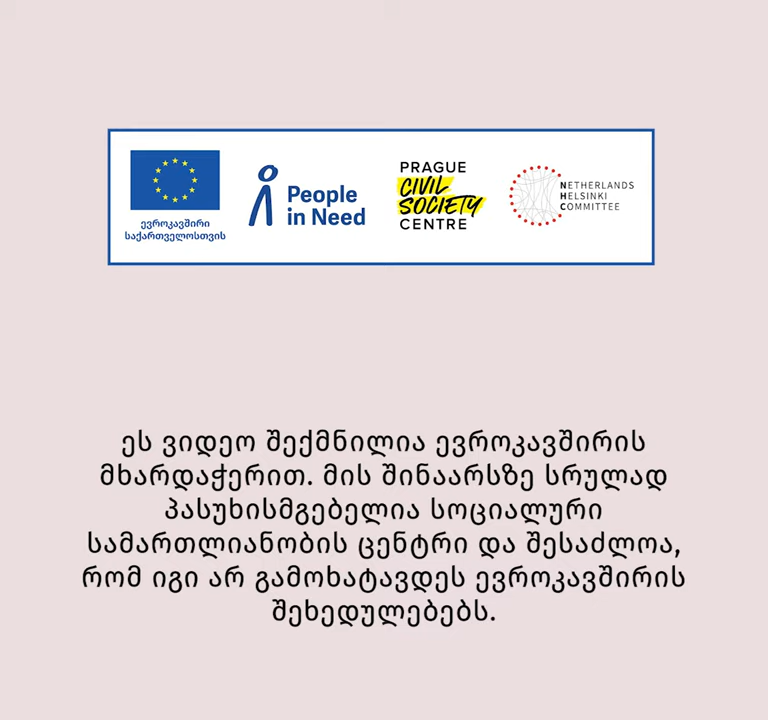 ევროკავშირი
საქართველოსთვის
People
in Need
PRAGUE
CIVIL
SOCIETY
CENTRE
NETHERLANDS
HELSINKI
COMMITTEE
ეს ვიდეო შექმნილია ევროკავშირის
მხარდაჭერით. მის შინაარსზე სრულად
პასუხისმგებელია სოციალური
სამართლიანობის ცენტრი და შესაძლოა,
რომ იგი არ გამოხატავდეს ევროკავშირის
შეხედულებებს.